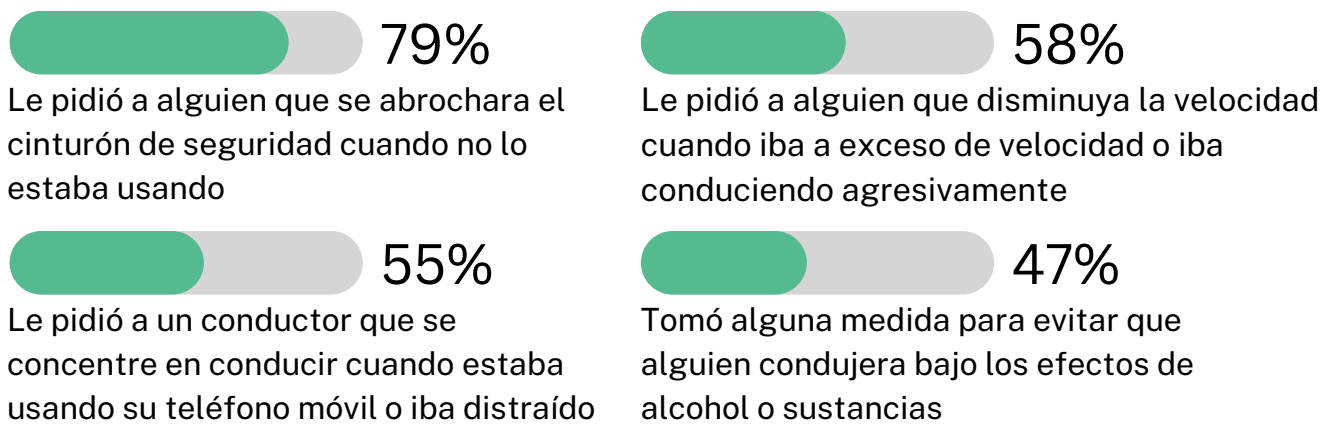 79%
Le pidió a alguien que se abrochara el
cinturón de seguridad cuando no lo
estaba usando
58%
Le pidió a alguien que disminuya la velocidad
cuando iba a exceso de velocidad o iba
conduciendo agresivamente
55%
Le pidió a un conductor que se
concentre en conducir cuando estaba
usando su teléfono móvil o iba distraído
47%
Tomó alguna medida para evitar que
alguien condujera bajo los efectos de
alcohol o sustancias